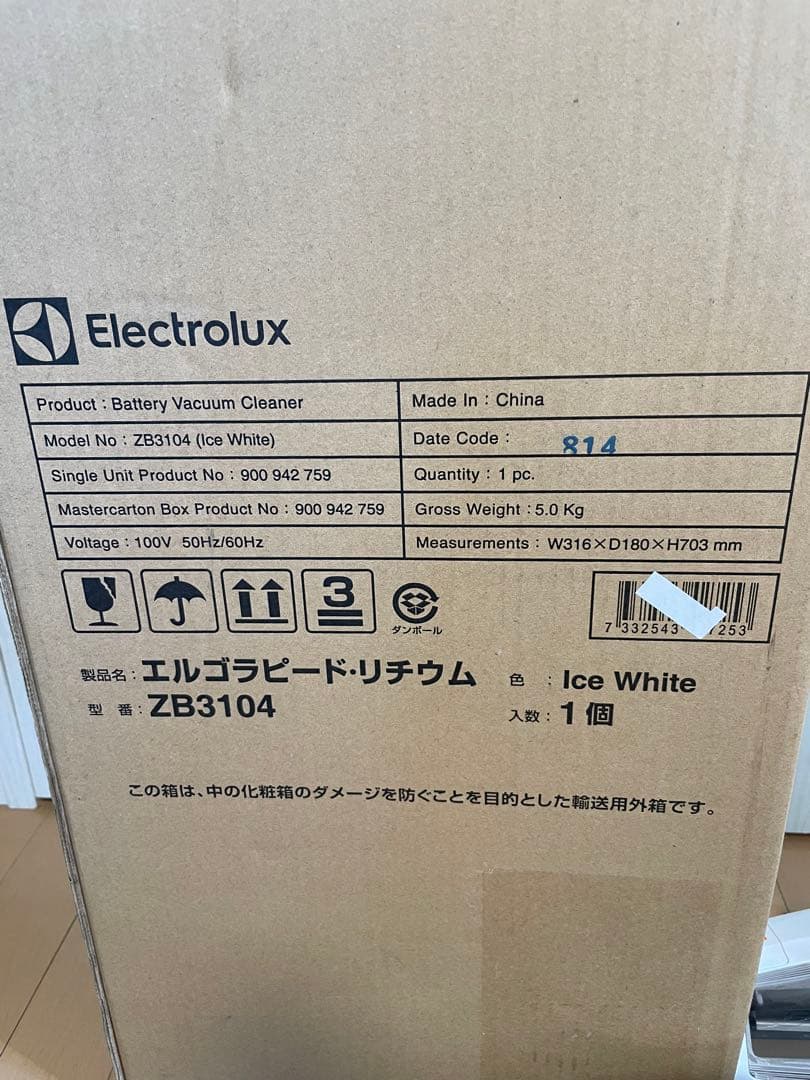 Electrolux
Product : Battery Vacuum Cleaner
Made In : China
Model No : ZB3104 (Ice White)
Date Code : 814
Single Unit Product No : 900 942 759
Quantity : 1 pc.
Mastercarton Box Product No : 900 942 759
Gross Weight : 5.0 Kg
Voltage : 100V 50Hz/60Hz
Measurements : W316×D180×H703 mm
3
ダンボール
7 332543 7253
製品名 : エルゴラピード・リチウム
色 : Ice White
型 番 : ZB3104
入数 : 1 個
この箱は、中の化粧箱のダメージを防ぐことを目的とした輸送用外箱です。